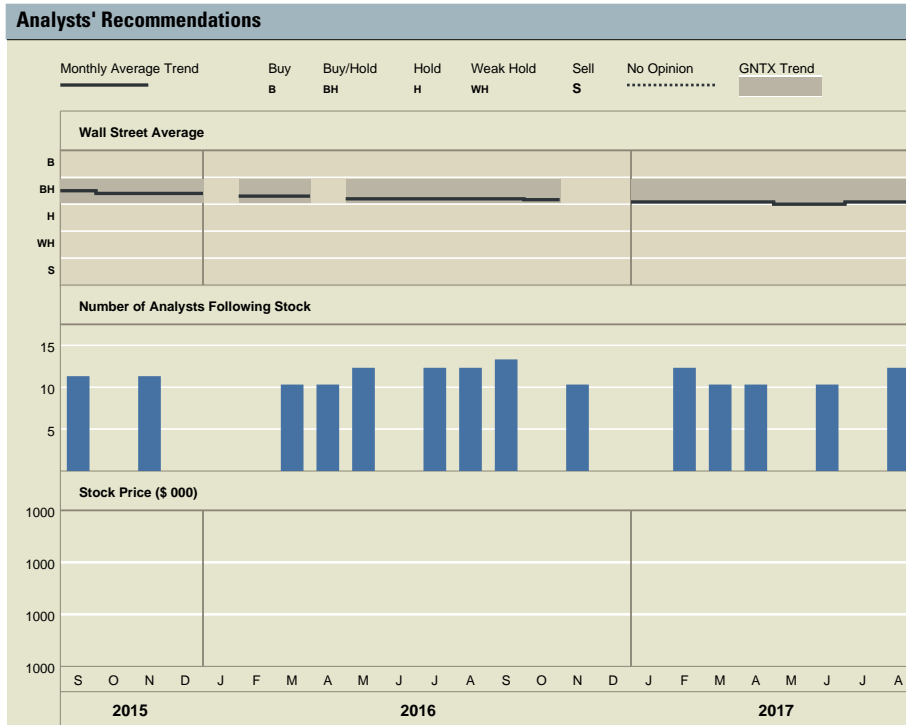 Analysts' Recommendations
Monthly Average Trend Buy Buy/Hold Hold Weak Hold Sell No Opinion GNTX Trend
B BH H WH S
Wall Street Average
B
BH
H
WH
S
Number of Analysts Following Stock
15
10
5
Stock Price ($ 000)
1000
1000
1000
1000
S O N D J F M A M J J A S O N D J F M A M J J A
2015 2016 2017